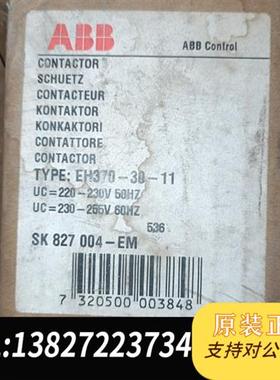 ABB
ABB Control
CONTACTOR
SCHUETZ
CONTACTEUR
KONTAKTOR
KONKAKTORI
CONTATTORE
CONTACTOR
TYPE: EH370-30-11
UC=220-230V 50HZ
UC=230-255V 60HZ
536
SK 827 004-EM
7 320500 003848
原装正
支持对公
:13827223734